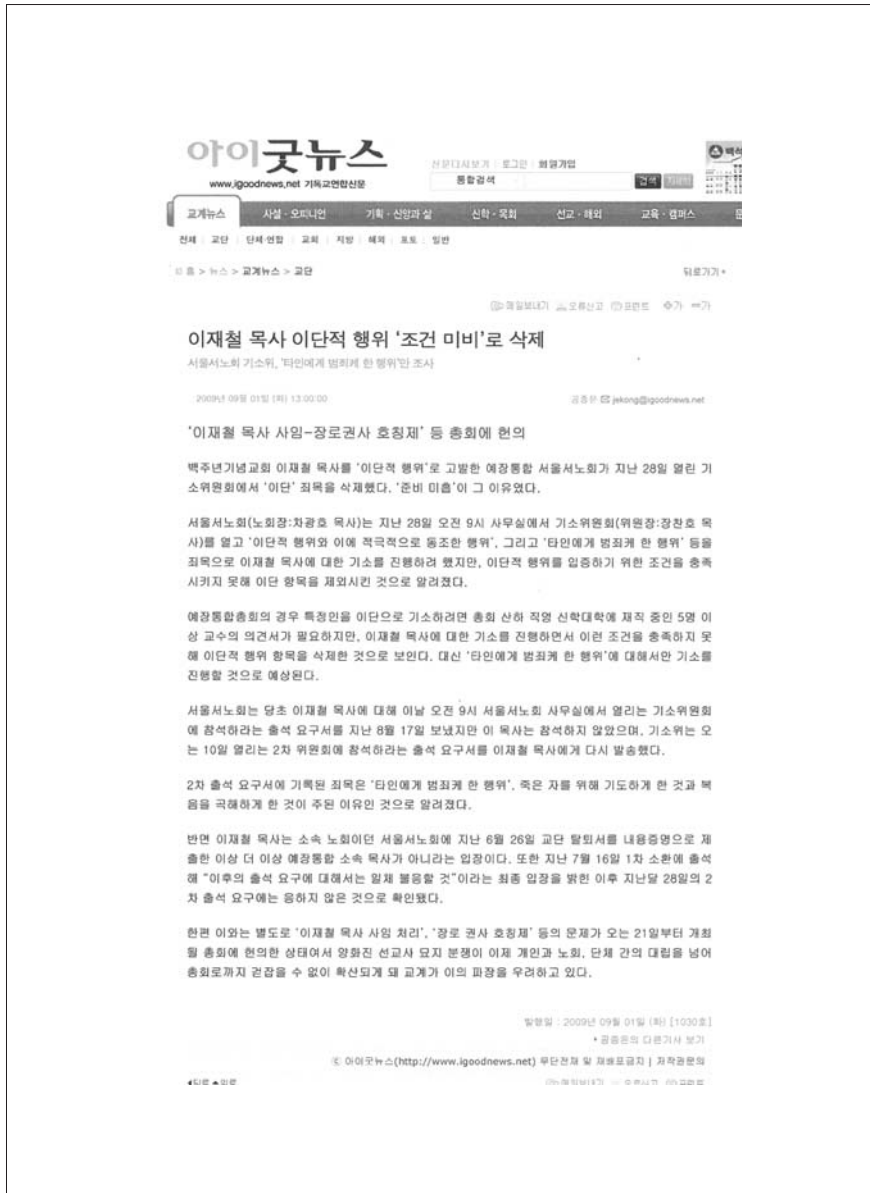 아이굿뉴스
신문다시보기 | 로그인 | 회원가입
www.igoodnews.net 기독교연합신문
통합검색
검색
교계뉴스 사설·오피니언 기획·신앙과 삶 신학·목회 선교·해외 교육·캠퍼스
전체 | 교단 | 단체·연합 | 교회 | 지방 | 해외 | 포토 | 일반
홈 > 뉴스 > 교계뉴스 > 교단 뒤로가기
메일보내기 오류신고 프린트 가 가
이재철 목사 이단적 행위 ‘조건 미비’로 삭제
서울서노회 기소위, ‘타인에게 범죄케 한 행위’만 조사
2009년 09월 01일 (화) 13:00:00 공종은 jekong@igoodnews.net
‘이재철 목사 사임-장로권사 호칭제’ 등 총회에 헌의
백주년기념교회 이재철 목사를 ‘이단적 행위’로 고발한 예장통합 서울서노회가 지난 28일 열린 기
소위원회에서 ‘이단’ 죄목을 삭제했다. ‘준비 미흡’이 그 이유였다.
서울서노회(노회장:차광호 목사)는 지난 28일 오전 9시 사무실에서 기소위원회(위원장:장찬호 목
사)를 열고 ‘이단적 행위와 이에 적극적으로 동조한 행위’, 그리고 ‘타인에게 범죄케 한 행위’ 등을
죄목으로 이재철 목사에 대한 기소를 진행하려 했지만, 이단적 행위를 입증하기 위한 조건을 충족
시키지 못해 이단 항목을 제외시킨 것으로 알려졌다.
예장통합총회의 경우 특정인을 이단으로 기소하려면 총회 산하 직영 신학대학에 재직 중인 5명 이
상 교수의 의견서가 필요하지만, 이재철 목사에 대한 기소를 진행하면서 이런 조건을 충족하지 못
해 이단적 행위 항목을 삭제한 것으로 보인다. 대신 ‘타인에게 범죄케 한 행위’에 대해서만 기소를
진행할 것으로 예상된다.
서울서노회는 당초 이재철 목사에 대해 이날 오전 9시 서울서노회 사무실에서 열리는 기소위원회
에 참석하라는 출석 요구서를 지난 8월 17일 보냈지만 이 목사는 참석하지 않았으며, 기소위는 오
는 10일 열리는 2차 위원회에 참석하라는 출석 요구서를 이재철 목사에게 다시 발송했다.
2차 출석 요구서에 기록된 죄목은 ‘타인에게 범죄케 한 행위’, 죽은 자를 위해 기도하게 한 것과 복
음을 곡해하게 한 것이 주된 이유인 것으로 알려졌다.
반면 이재철 목사는 소속 노회이던 서울서노회에 지난 6월 26일 교단 탈퇴서를 내용증명으로 제
출한 이상 더 이상 예장통합 소속 목사가 아니라는 입장이다. 또한 지난 7월 16일 1차 소환에 출석
해 “이후의 출석 요구에 대해서는 일체 불응할 것”이라는 최종 입장을 밝힌 이후 지난달 28일의 2
차 출석 요구에는 응하지 않은 것으로 확인됐다.
한편 이와는 별도로 ‘이재철 목사 사임 처리’, ‘장로 권사 호칭제’ 등의 문제가 오는 21일부터 개최
될 총회에 헌의한 상태여서 양화진 선교사 묘지 분쟁이 이제 개인과 노회, 단체 간의 대립을 넘어
총회로까지 걷잡을 수 없이 확산되게 돼 교계가 이의 파장을 우려하고 있다.
발행일 : 2009년 09월 01일 (화) [1030호]
공종은의 다른기사 보기
ⓒ 아이굿뉴스(http://www.igoodnews.net) 무단전재 및 재배포금지 | 저작권문의